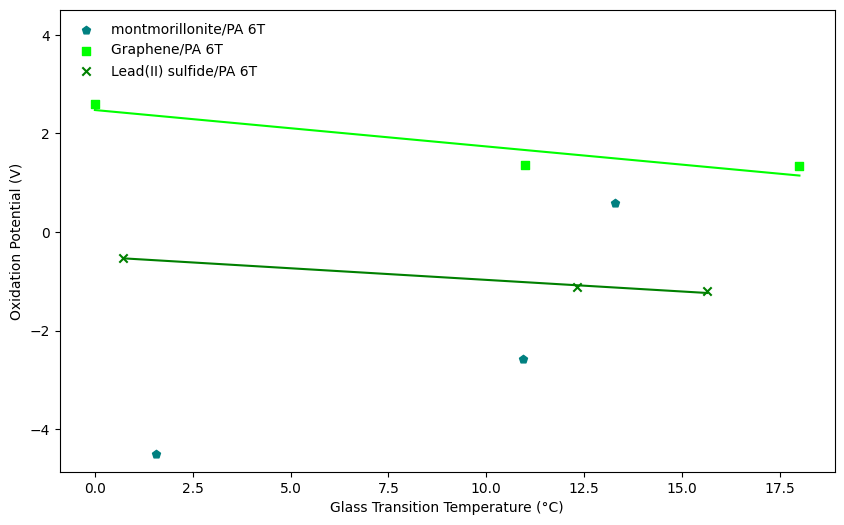 montmorillonite/PA 6T
Graphene/PA 6T
Lead(II) sulfide/PA 6T
4
2
0
−2
−4
Oxidation Potential (V)
0.0 2.5 5.0 7.5 10.0 12.5 15.0 17.5
Glass Transition Temperature (°C)